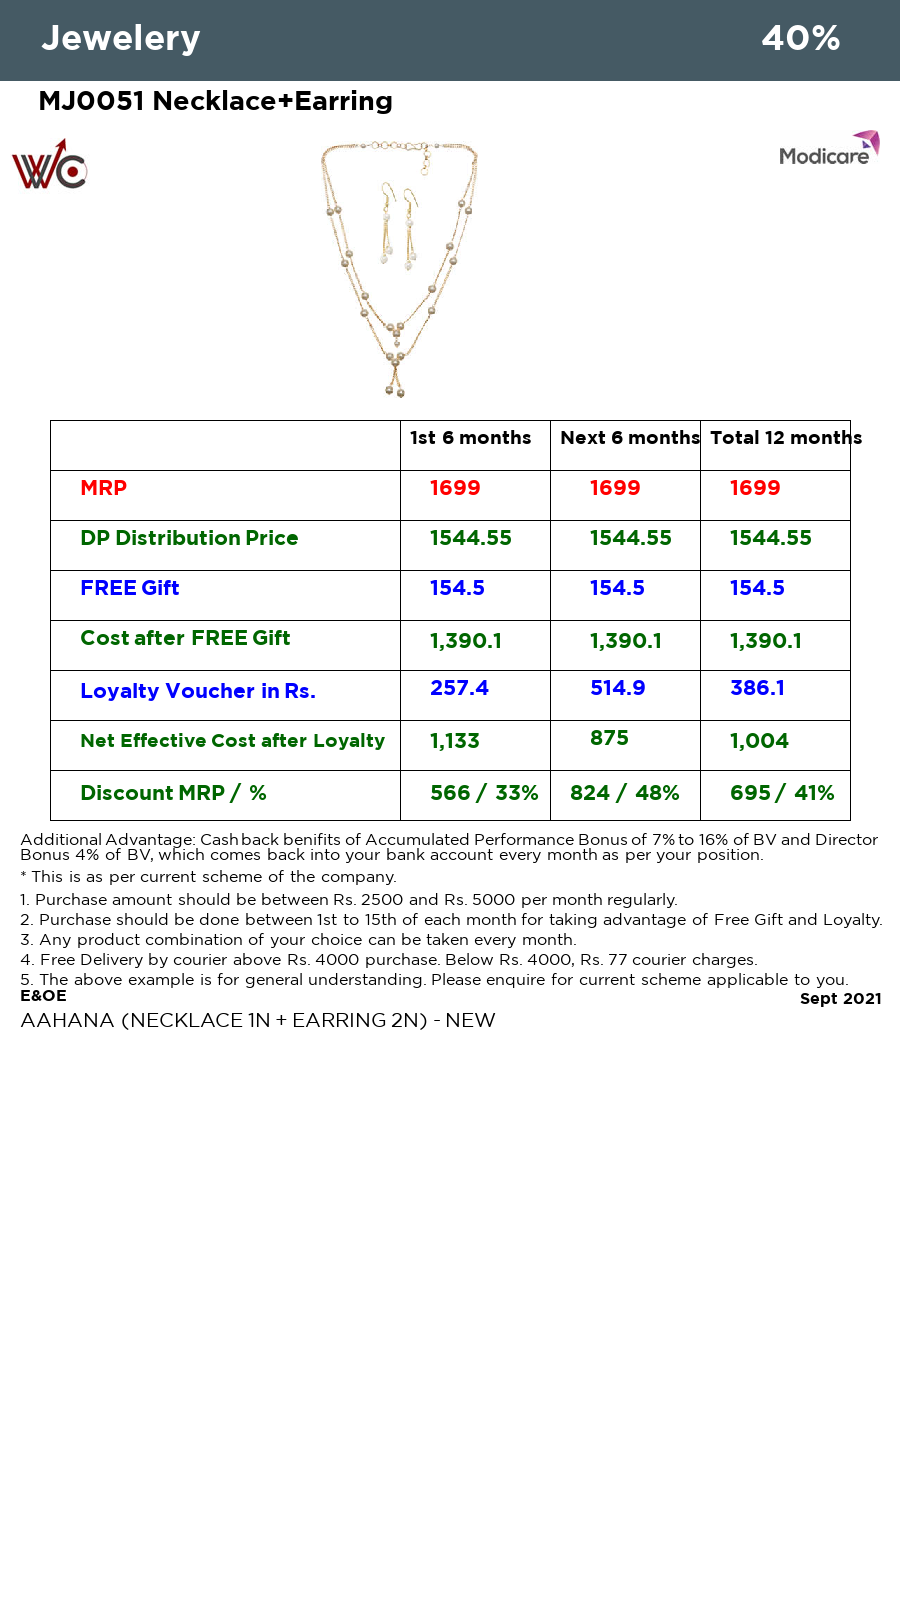 Jewelery 40%
MJ0051 Necklace+Earring
WC
Modicare
1st 6 months Next 6 months Total 12 months
MRP 1699 1699 1699
DP Distribution Price 1544.55 1544.55 1544.55
FREE Gift 154.5 154.5 154.5
Cost after FREE Gift 1,390.1 1,390.1 1,390.1
Loyalty Voucher in Rs. 257.4 514.9 386.1
Net Effective Cost after Loyalty 1,133 875 1,004
Discount MRP / % 566 / 33% 824 / 48% 695 / 41%
Additional Advantage: Cashback benifits of Accumulated Performance Bonus of 7% to 16% of BV and Director
Bonus 4% of BV, which comes back into your bank account every month as per your position.
* This is as per current scheme of the company.
1. Purchase amount should be between Rs. 2500 and Rs. 5000 per month regularly.
2. Purchase should be done between 1st to 15th of each month for taking advantage of Free Gift and Loyalty.
3. Any product combination of your choice can be taken every month.
4. Free Delivery by courier above Rs. 4000 purchase. Below Rs. 4000, Rs. 77 courier charges.
5. The above example is for general understanding. Please enquire for current scheme applicable to you.
E&OE Sept 2021
AAHANA (NECKLACE 1N + EARRING 2N) - NEW